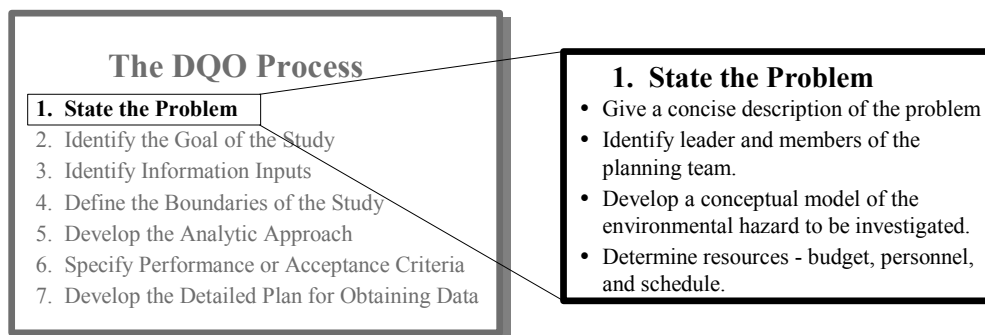 The DQO Process
1. State the Problem
2. Identify the Goal of the Study
3. Identify Information Inputs
4. Define the Boundaries of the Study
5. Develop the Analytic Approach
6. Specify Performance or Acceptance Criteria
7. Develop the Detailed Plan for Obtaining Data
1. State the Problem
• Give a concise description of the problem
• Identify leader and members of the
planning team.
• Develop a conceptual model of the
environmental hazard to be investigated.
• Determine resources - budget, personnel,
and schedule.